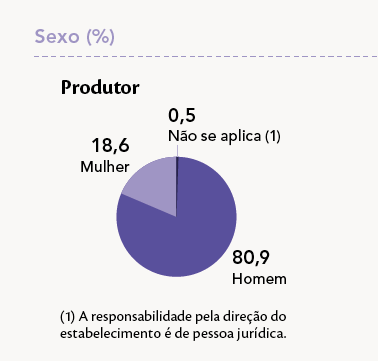 Sexo (%)
Produtor
0,5
Não se aplica (1)
18,6
Mulher
80,9
Homem
(1) A responsabilidade pela direção do
estabelecimento é de pessoa jurídica.